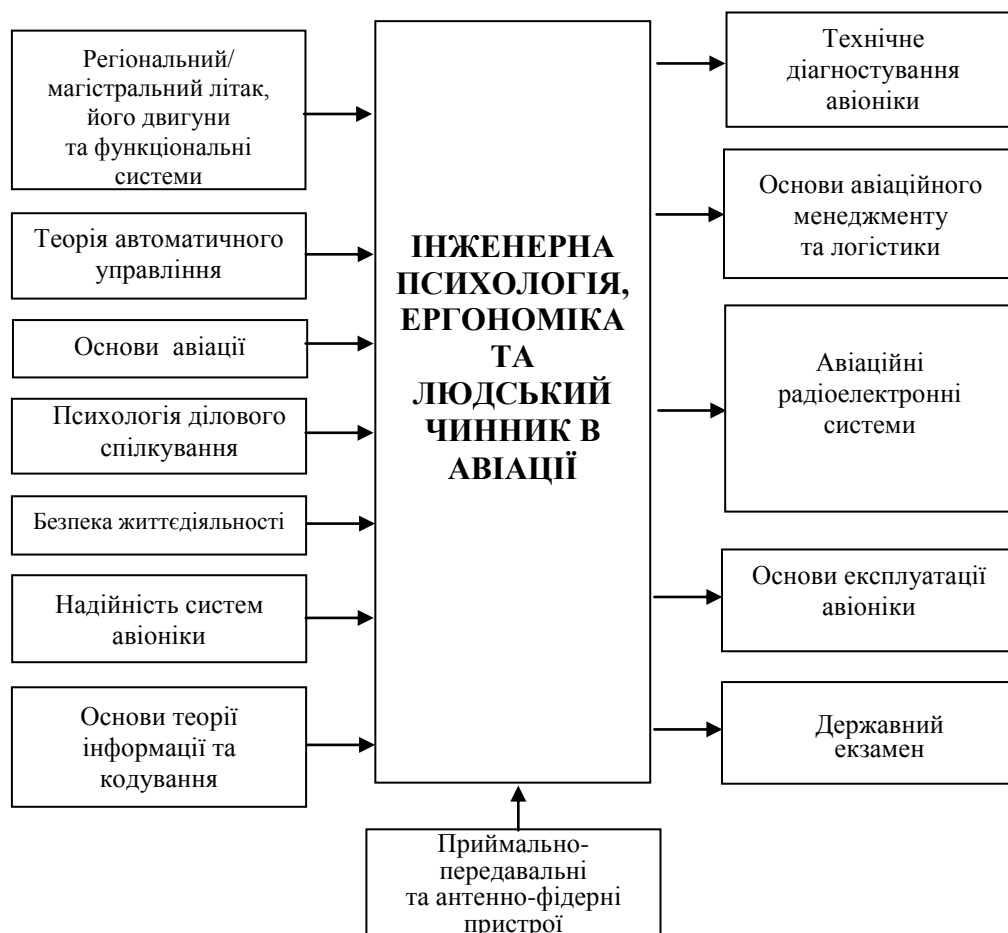 Регіональний/
магістральний літак,
його двигуни
та функціональні
системи
Теорія автоматичного
управління
Основи авіації
Психологія ділового
спілкування
Безпека життєдіяльності
Надійність систем
авіоніки
Основи теорії
інформації та
кодування
ІНЖЕНЕРНА
ПСИХОЛОГІЯ,
ЕРГОНОМІКА
ТА
ЛЮДСЬКИЙ
ЧИННИК В
АВІАЦІЇ
Приймально-
передавальні
та антенно-фідерні
пристрої
Технічне
діагностування
авіоніки
Основи авіаційного
менеджменту
та логістики
Авіаційні
радіоелектронні
системи
Основи експлуатації
авіоніки
Державний
екзамен